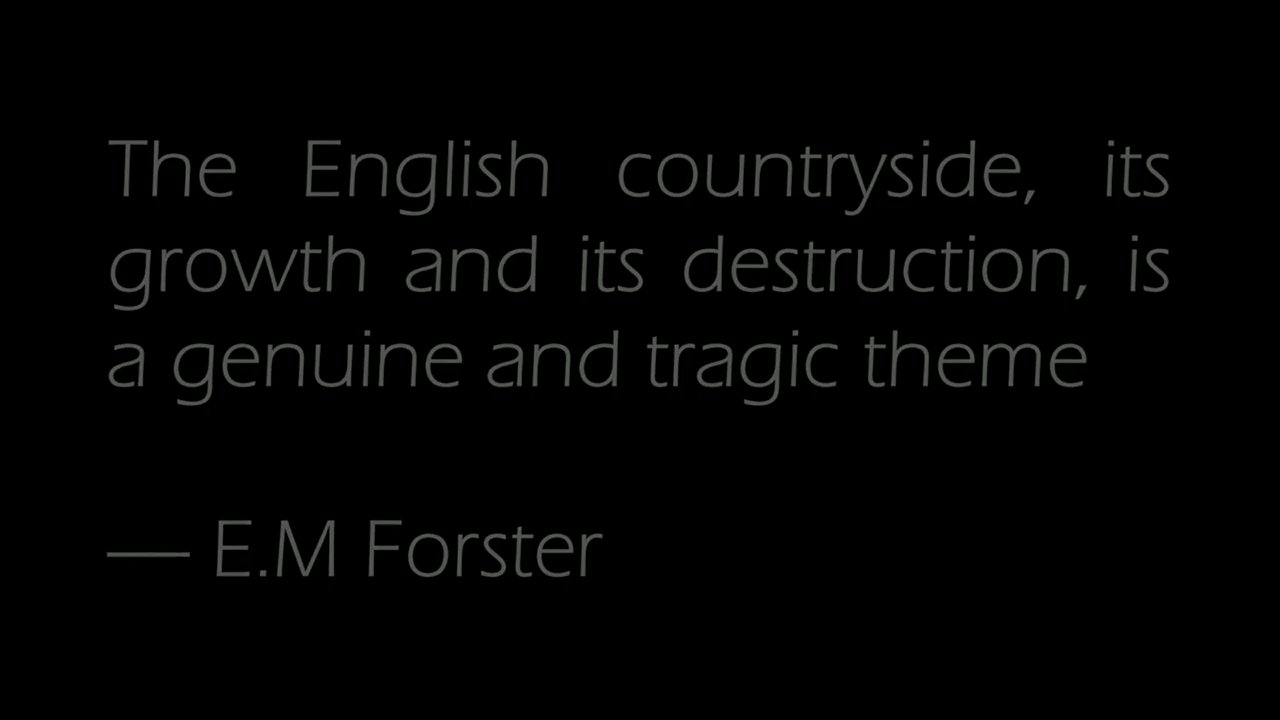 The English countryside, its
growth and its destruction, is
a genuine and tragic theme
— E.M Forster